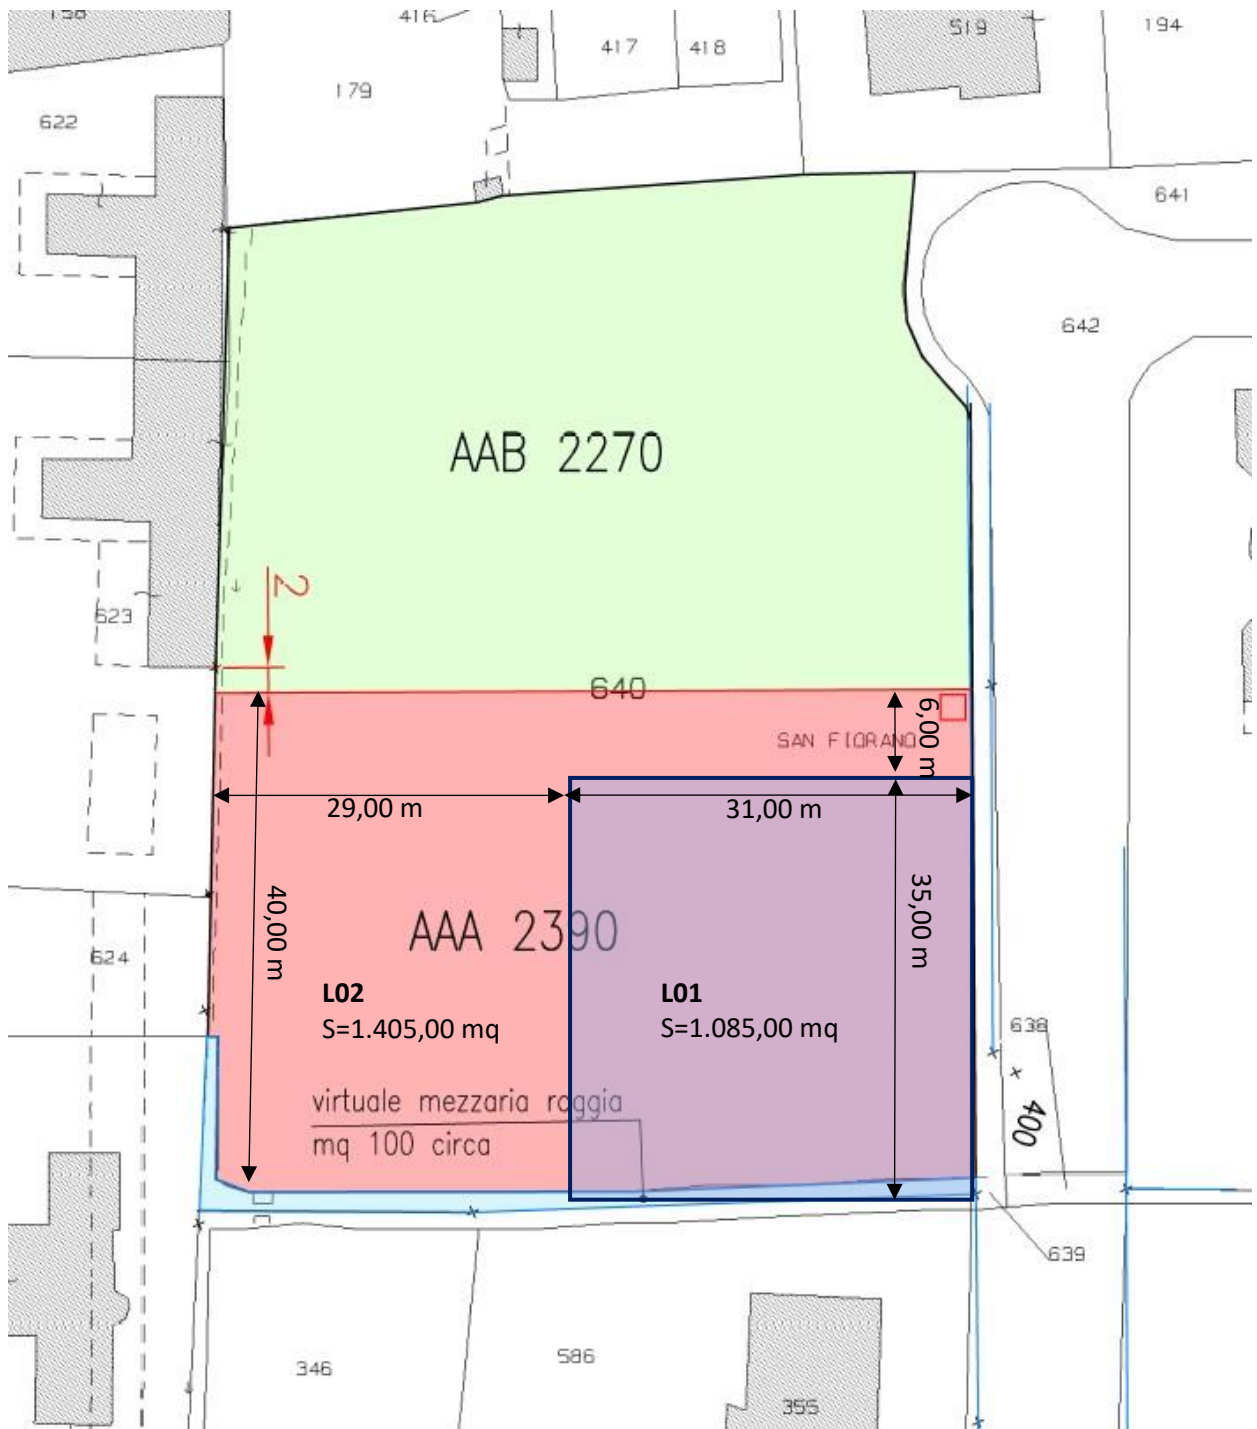 158
416
417
418
519
194
179
622
641
642
AAB 2270
2
623
640
6,00 m
SAN FIORANO
29,00 m
31,00 m
40,00 m
35,00 m
AAA 2390
624
L02
S=1.405,00 mq
L01
S=1.085,00 mq
638
virtuale mezzaria roggia
mq 100 circa
400
639
346
586
355